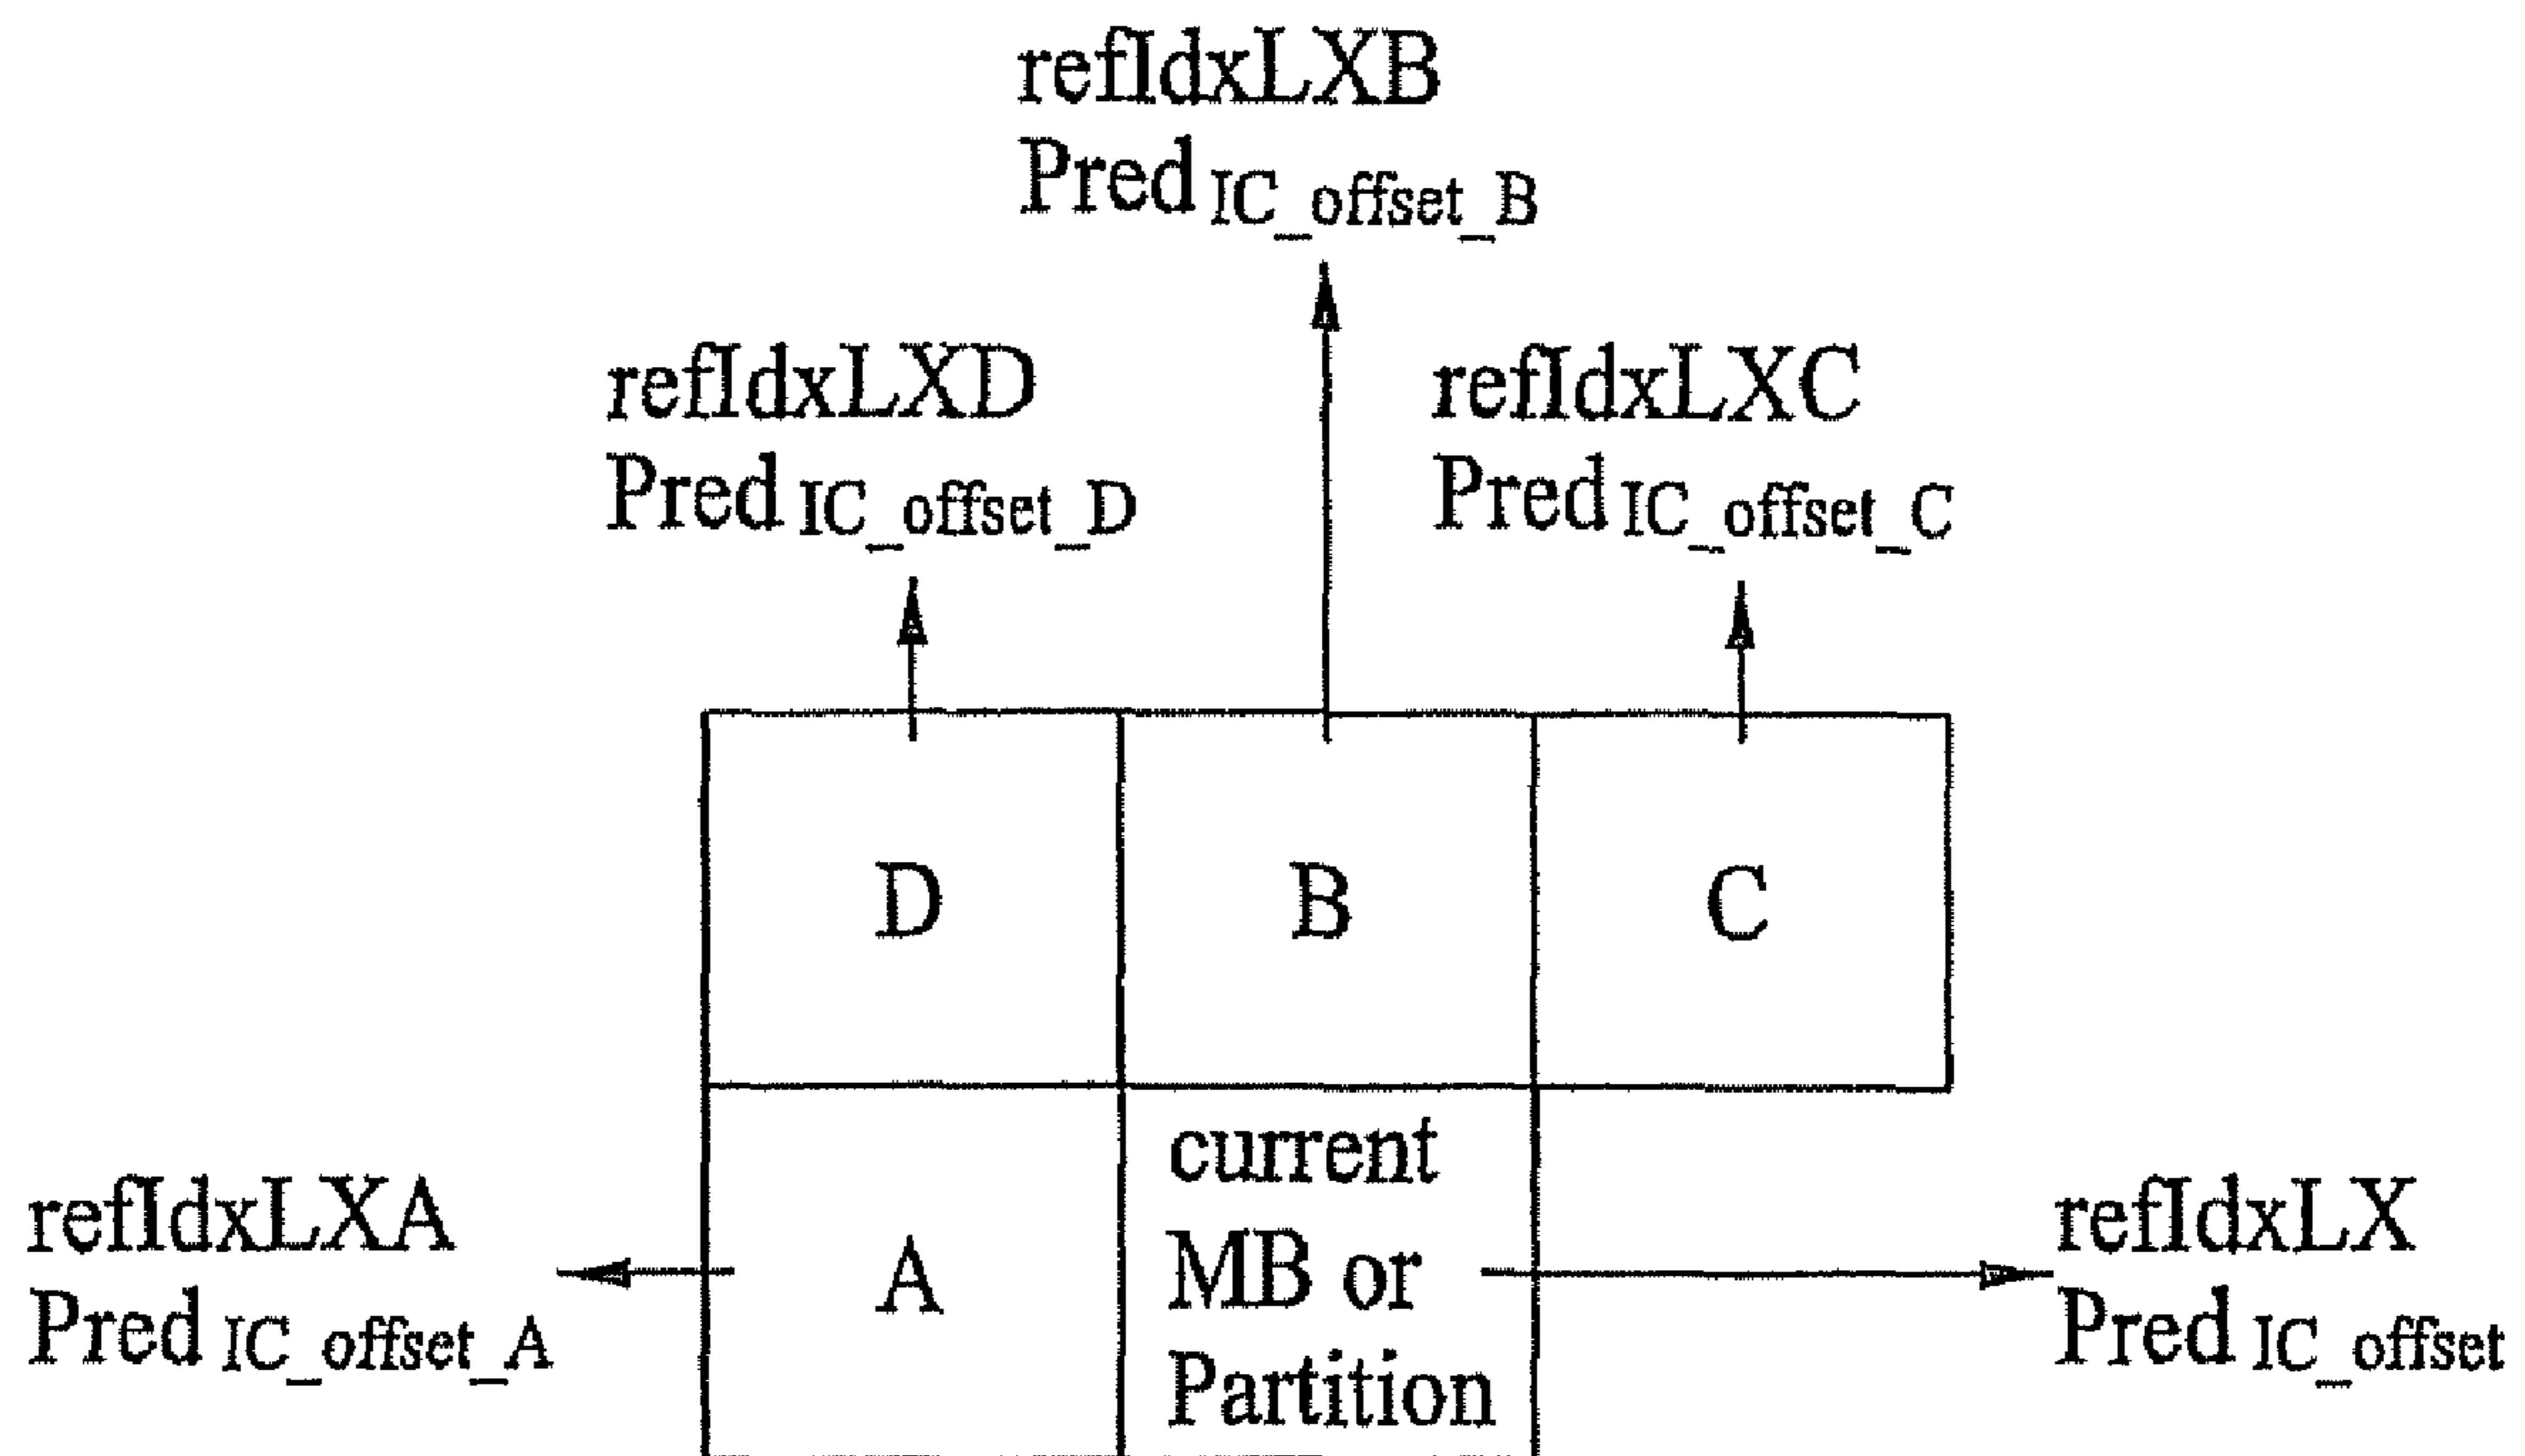 refIdxLXB
Pred IC_offset_B
refIdxLXD
Pred IC_offset_D
refIdxLXC
Pred IC_offset_C
D
B
C
refIdxLXA
Pred IC_offset_A
A
current
MB or
Partition
refIdxLX
Pred IC_offset